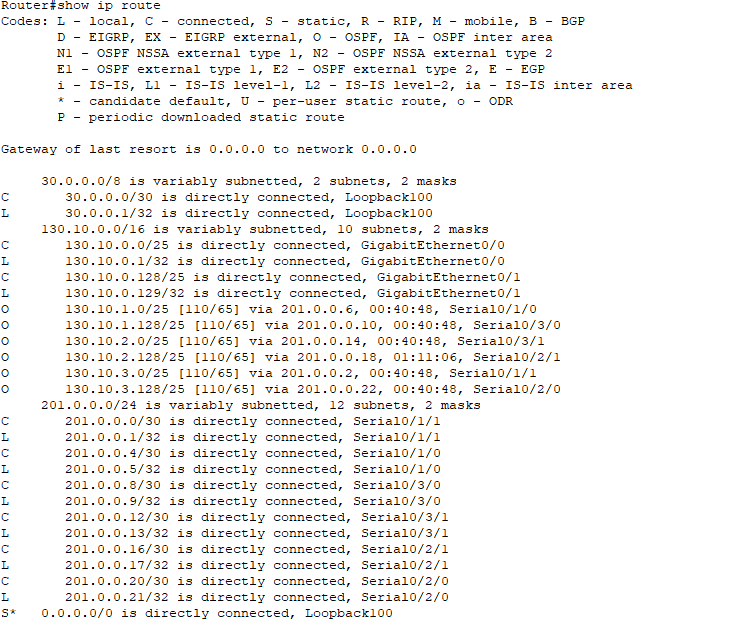 Router#show ip route
Codes: L - local, C - connected, S - static, R - RIP, M - mobile, B - BGP
       D - EIGRP, EX - EIGRP external, O - OSPF, IA - OSPF inter area
       N1 - OSPF NSSA external type 1, N2 - OSPF NSSA external type 2
       E1 - OSPF external type 1, E2 - OSPF external type 2, E - EGP
       i - IS-IS, L1 - IS-IS level-1, L2 - IS-IS level-2, ia - IS-IS inter area
       * - candidate default, U - per-user static route, o - ODR
       P - periodic downloaded static route

Gateway of last resort is 0.0.0.0 to network 0.0.0.0

     30.0.0.0/8 is variably subnetted, 2 subnets, 2 masks
C       30.0.0.0/30 is directly connected, Loopback100
L       30.0.0.1/32 is directly connected, Loopback100
     130.10.0.0/16 is variably subnetted, 10 subnets, 2 masks
C       130.10.0.0/25 is directly connected, GigabitEthernet0/0
L       130.10.0.1/32 is directly connected, GigabitEthernet0/0
C       130.10.0.128/25 is directly connected, GigabitEthernet0/1
L       130.10.0.129/32 is directly connected, GigabitEthernet0/1
O       130.10.1.0/25 [110/65] via 201.0.0.6, 00:40:48, Serial0/1/0
O       130.10.1.128/25 [110/65] via 201.0.0.10, 00:40:48, Serial0/3/0
O       130.10.2.0/25 [110/65] via 201.0.0.14, 00:40:48, Serial0/3/1
O       130.10.2.128/25 [110/65] via 201.0.0.18, 01:11:06, Serial0/2/1
O       130.10.3.0/25 [110/65] via 201.0.0.2, 00:40:48, Serial0/1/1
O       130.10.3.128/25 [110/65] via 201.0.0.22, 00:40:48, Serial0/2/0
     201.0.0.0/24 is variably subnetted, 12 subnets, 2 masks
C       201.0.0.0/30 is directly connected, Serial0/1/1
L       201.0.0.1/32 is directly connected, Serial0/1/1
C       201.0.0.4/30 is directly connected, Serial0/1/0
L       201.0.0.5/32 is directly connected, Serial0/1/0
C       201.0.0.8/30 is directly connected, Serial0/3/0
L       201.0.0.9/32 is directly connected, Serial0/3/0
C       201.0.0.12/30 is directly connected, Serial0/3/1
L       201.0.0.13/32 is directly connected, Serial0/3/1
C       201.0.0.16/30 is directly connected, Serial0/2/1
L       201.0.0.17/32 is directly connected, Serial0/2/1
C       201.0.0.20/30 is directly connected, Serial0/2/0
L       201.0.0.21/32 is directly connected, Serial0/2/0
S*   0.0.0.0/0 is directly connected, Loopback100